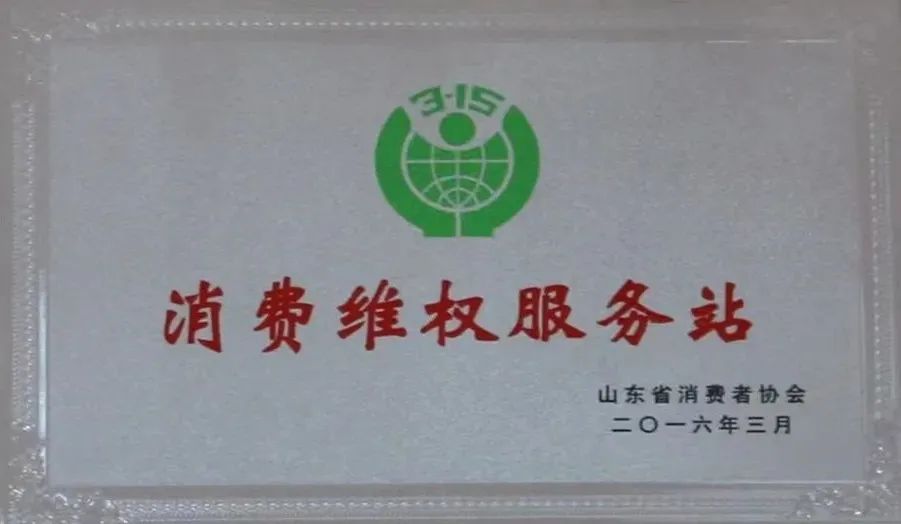 3·15
消费维权服务站
山东省消费者协会
二〇一六年三月